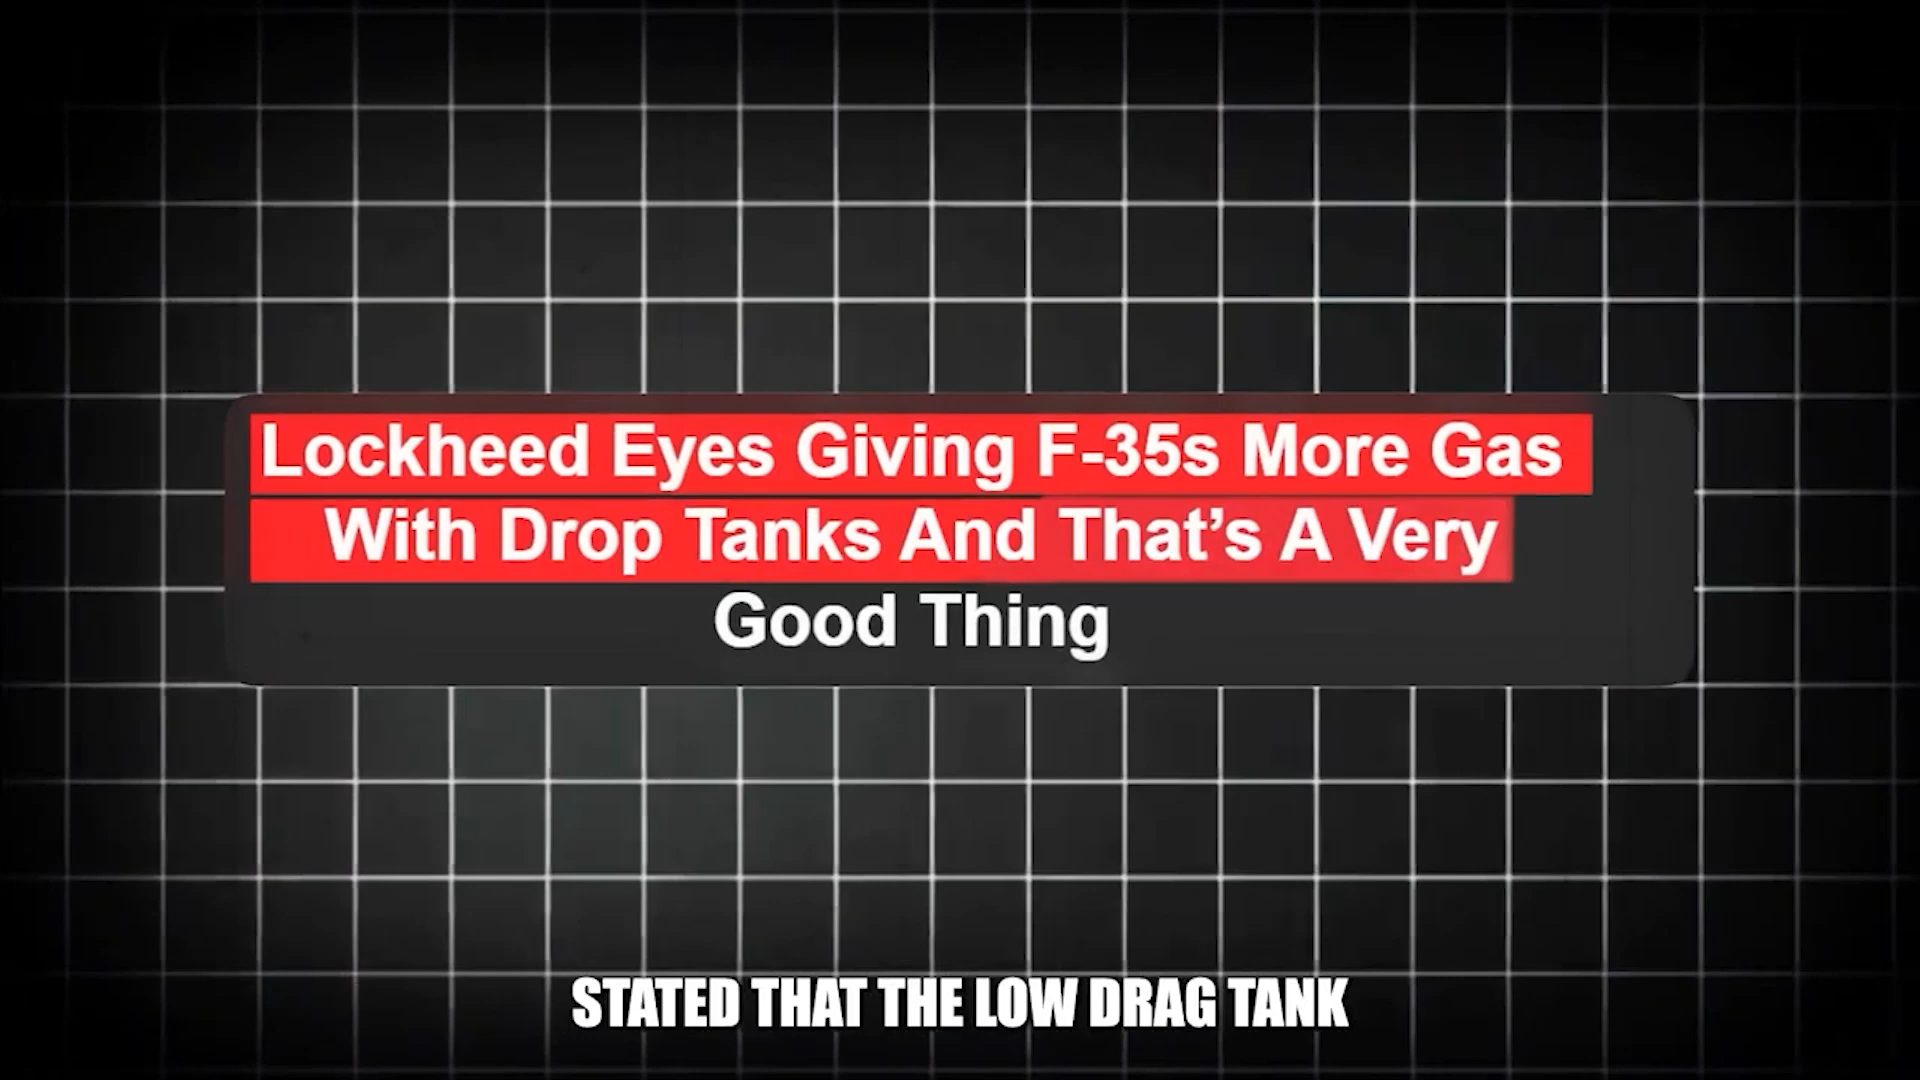 Lockheed Eyes Giving F-35s More Gas
With Drop Tanks And That’s A Very
Good Thing
STATED THAT THE LOW DRAG TANK